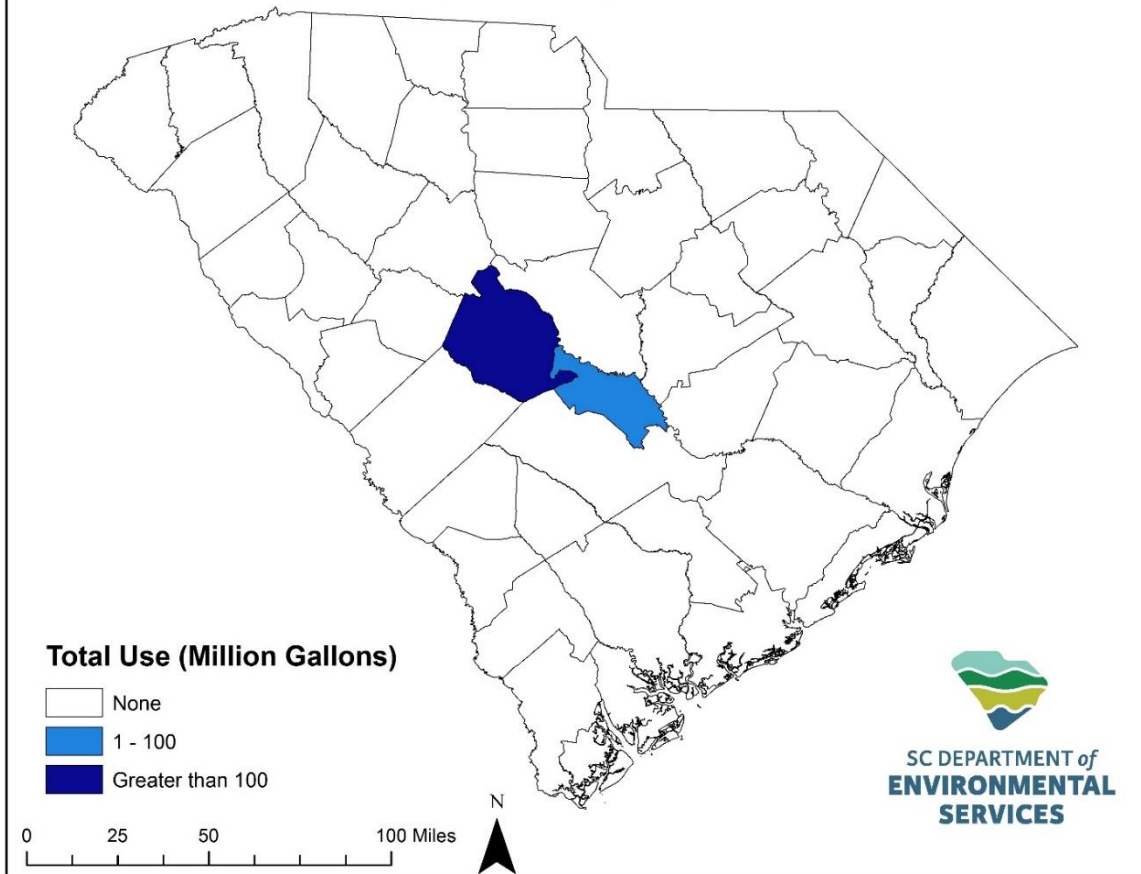 Total Use (Million Gallons)
None
1 - 100
Greater than 100
0 25 50 100 Miles
N
SC DEPARTMENT of
ENVIRONMENTAL
SERVICES